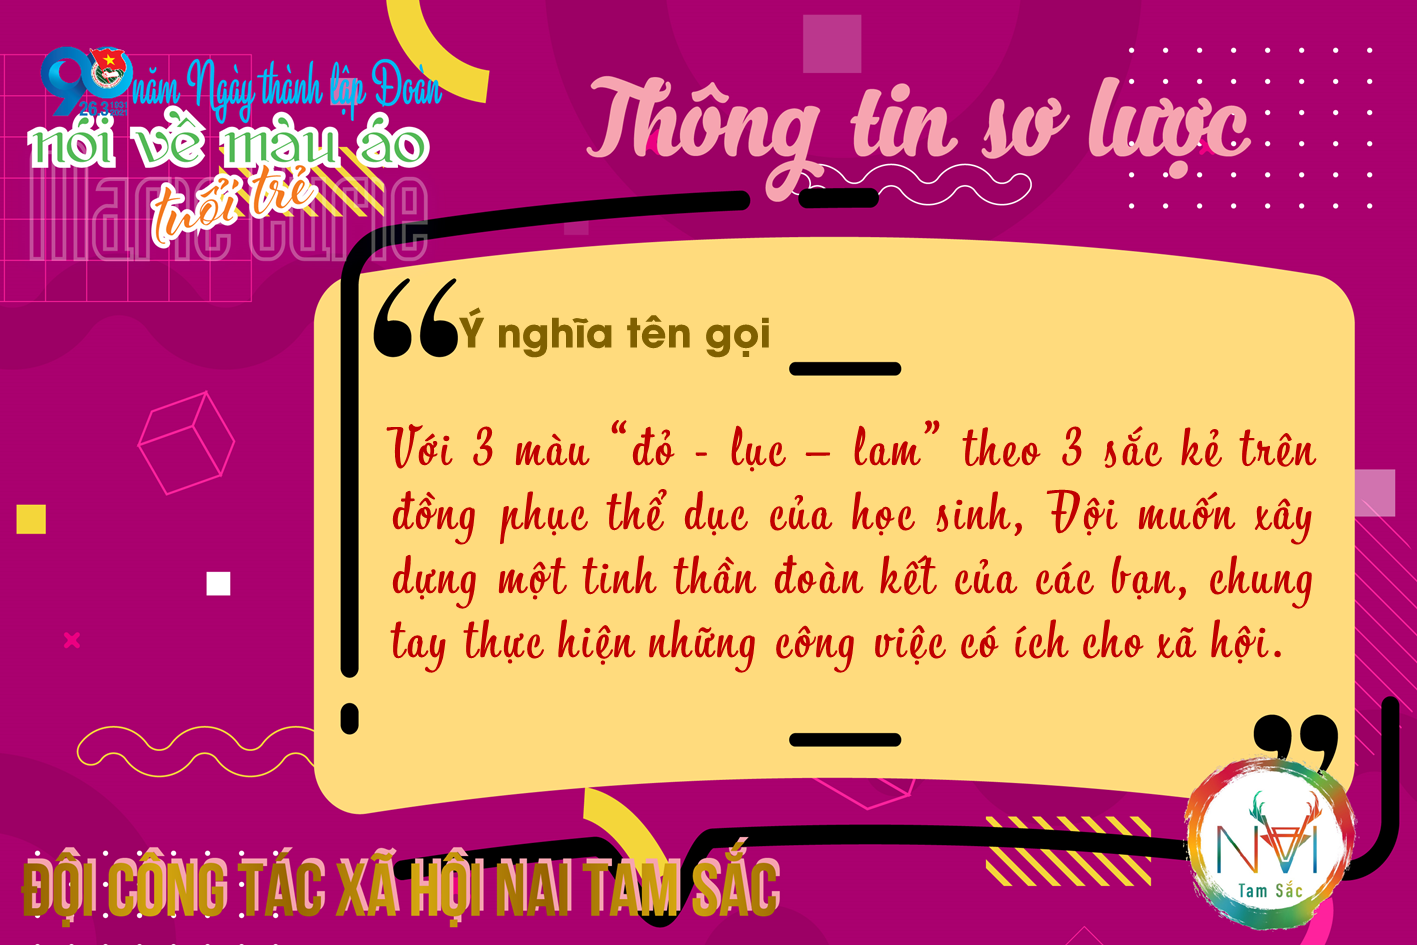 90 năm Ngày thành lập Đoàn
26.3 1931 2021
nói về màu áo
tuổi trẻ
Marie Curie
Thông tin sơ lược
“Ý nghĩa tên gọi
Với 3 màu “đỏ - lục – lam” theo 3 sắc kẻ trên
đồng phục thể dục của học sinh, Đội muốn xây
dựng một tinh thần đoàn kết của các bạn, chung
tay thực hiện những công việc có ích cho xã hội.
”
NAI
Tam Sắc
ĐỘI CÔNG TÁC XÃ HỘI NAI TAM SẮC